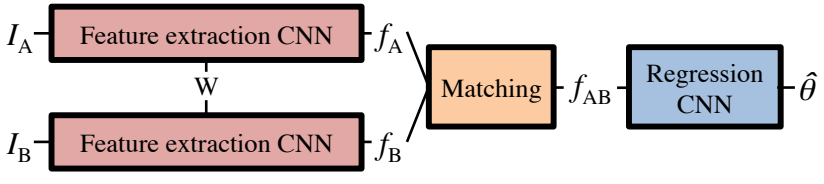 I_A Feature extraction CNN f_A
W
I_B Feature extraction CNN f_B
Matching
f_AB
Regression
CNN
θ̂